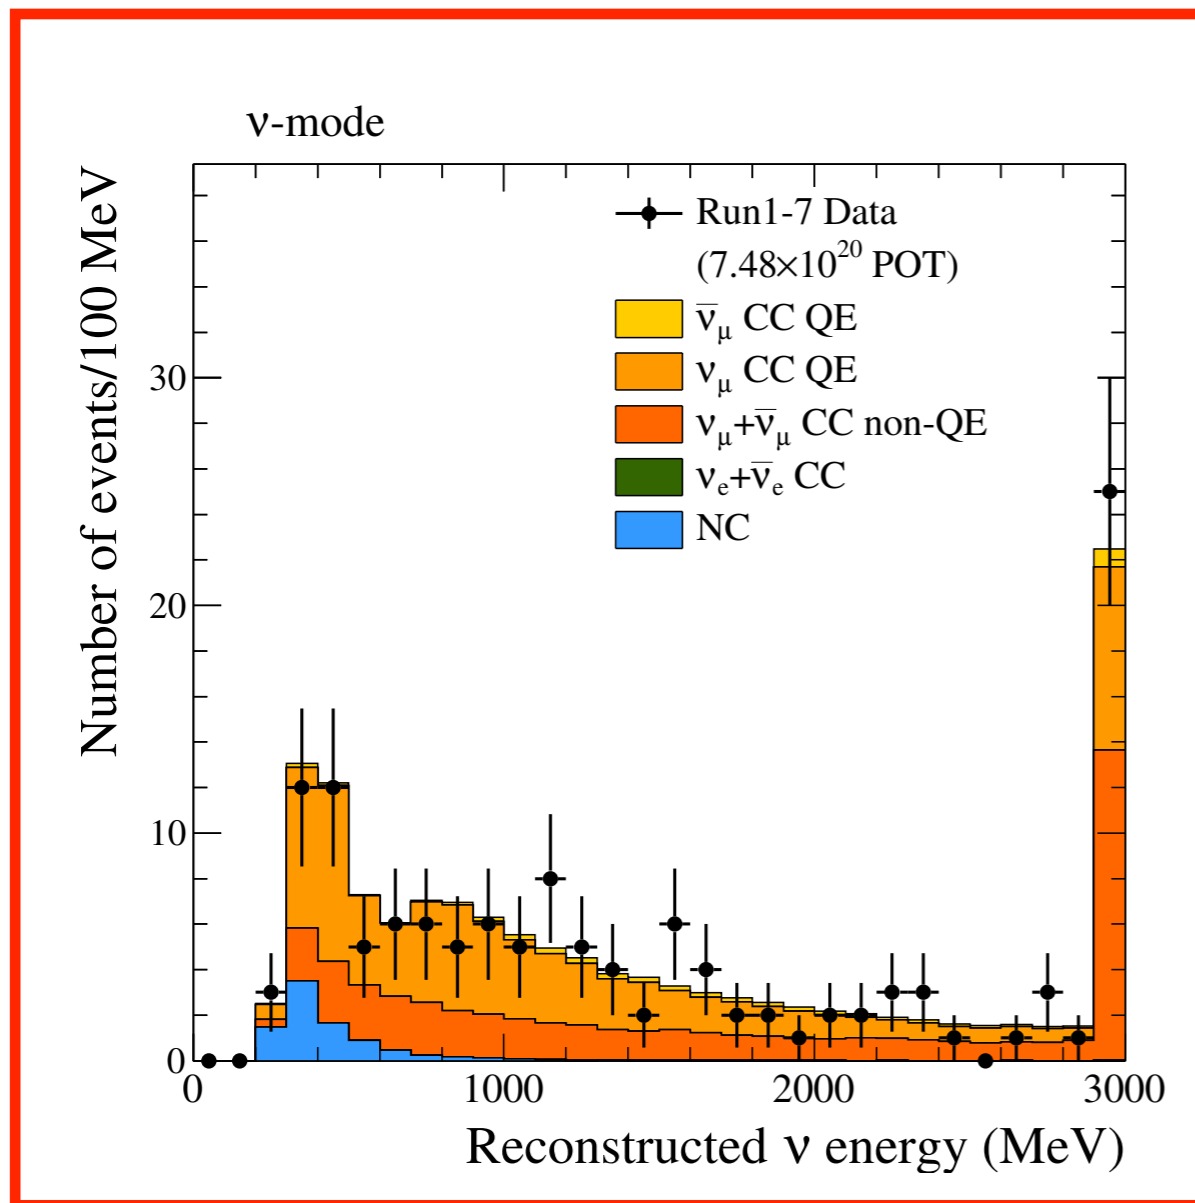 ν-mode
Number of events/100 MeV
Run1-7 Data
(7.48×10²⁰ POT)
ν̅μ CC QE
νμ CC QE
νμ+ν̅μ CC non-QE
νe+ν̅e CC
NC
30
20
10
0
0 1000 2000 3000
Reconstructed ν energy (MeV)